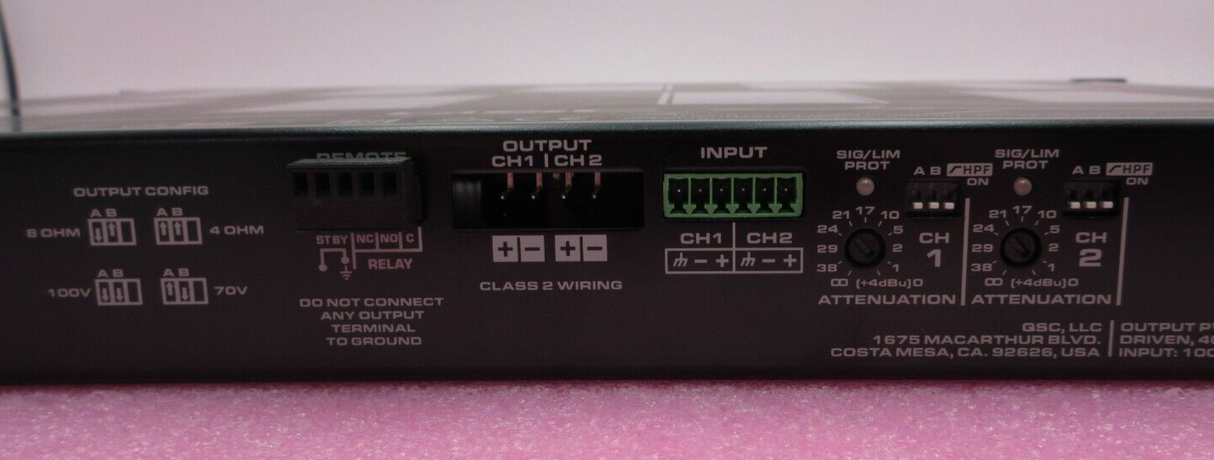 OUTPUT CONFIG
A B
A B
8 OHM
4 OHM
A B
A B
100V
70V
REMOTE
ST BY NC NO C
RELAY
DO NOT CONNECT
ANY OUTPUT
TERMINAL
TO GROUND
OUTPUT
CH1 | CH 2
+ − + −
CLASS 2 WIRING
INPUT
CH1 CH2
− + − +
SIG/LIM
PROT
A B HPF
ON
21 17 10
24 5
29 2
38 1
∞ (+4dBu) 0
CH
1
ATTENUATION
SIG/LIM
PROT
A B HPF
ON
21 17 10
24 5
29 2
38 1
∞ (+4dBu) 0
CH
2
ATTENUATION
QSC, LLC
1675 MACARTHUR BLVD.
COSTA MESA, CA. 92626, USA
OUTPUT
DRIVEN,
INPUT: